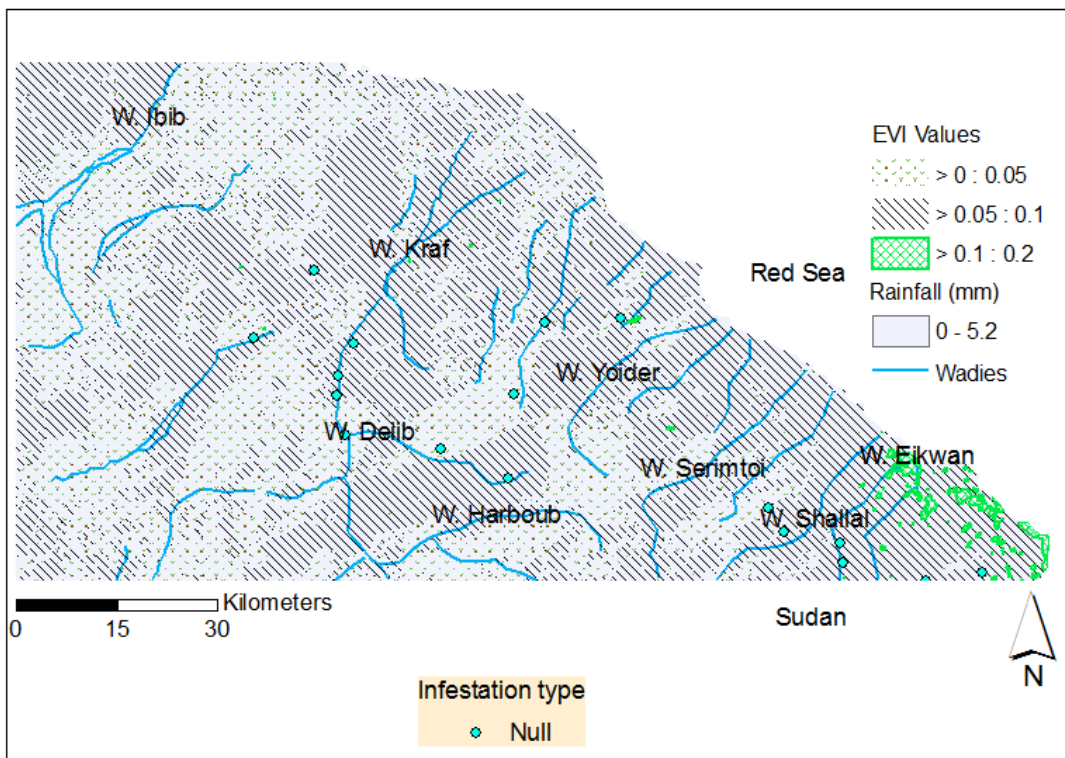 W. Ibib
EVI Values
> 0 : 0.05
> 0.05 : 0.1
> 0.1 : 0.2
Rainfall (mm)
0 - 5.2
Wadies
W. Kraf
Red Sea
W. Yoider
W. Delib
W. Eikwan
W. Serimtoi
W. Harboub
W. Shallal
Kilometers
0 15 30
Sudan
N
Infestation type
Null